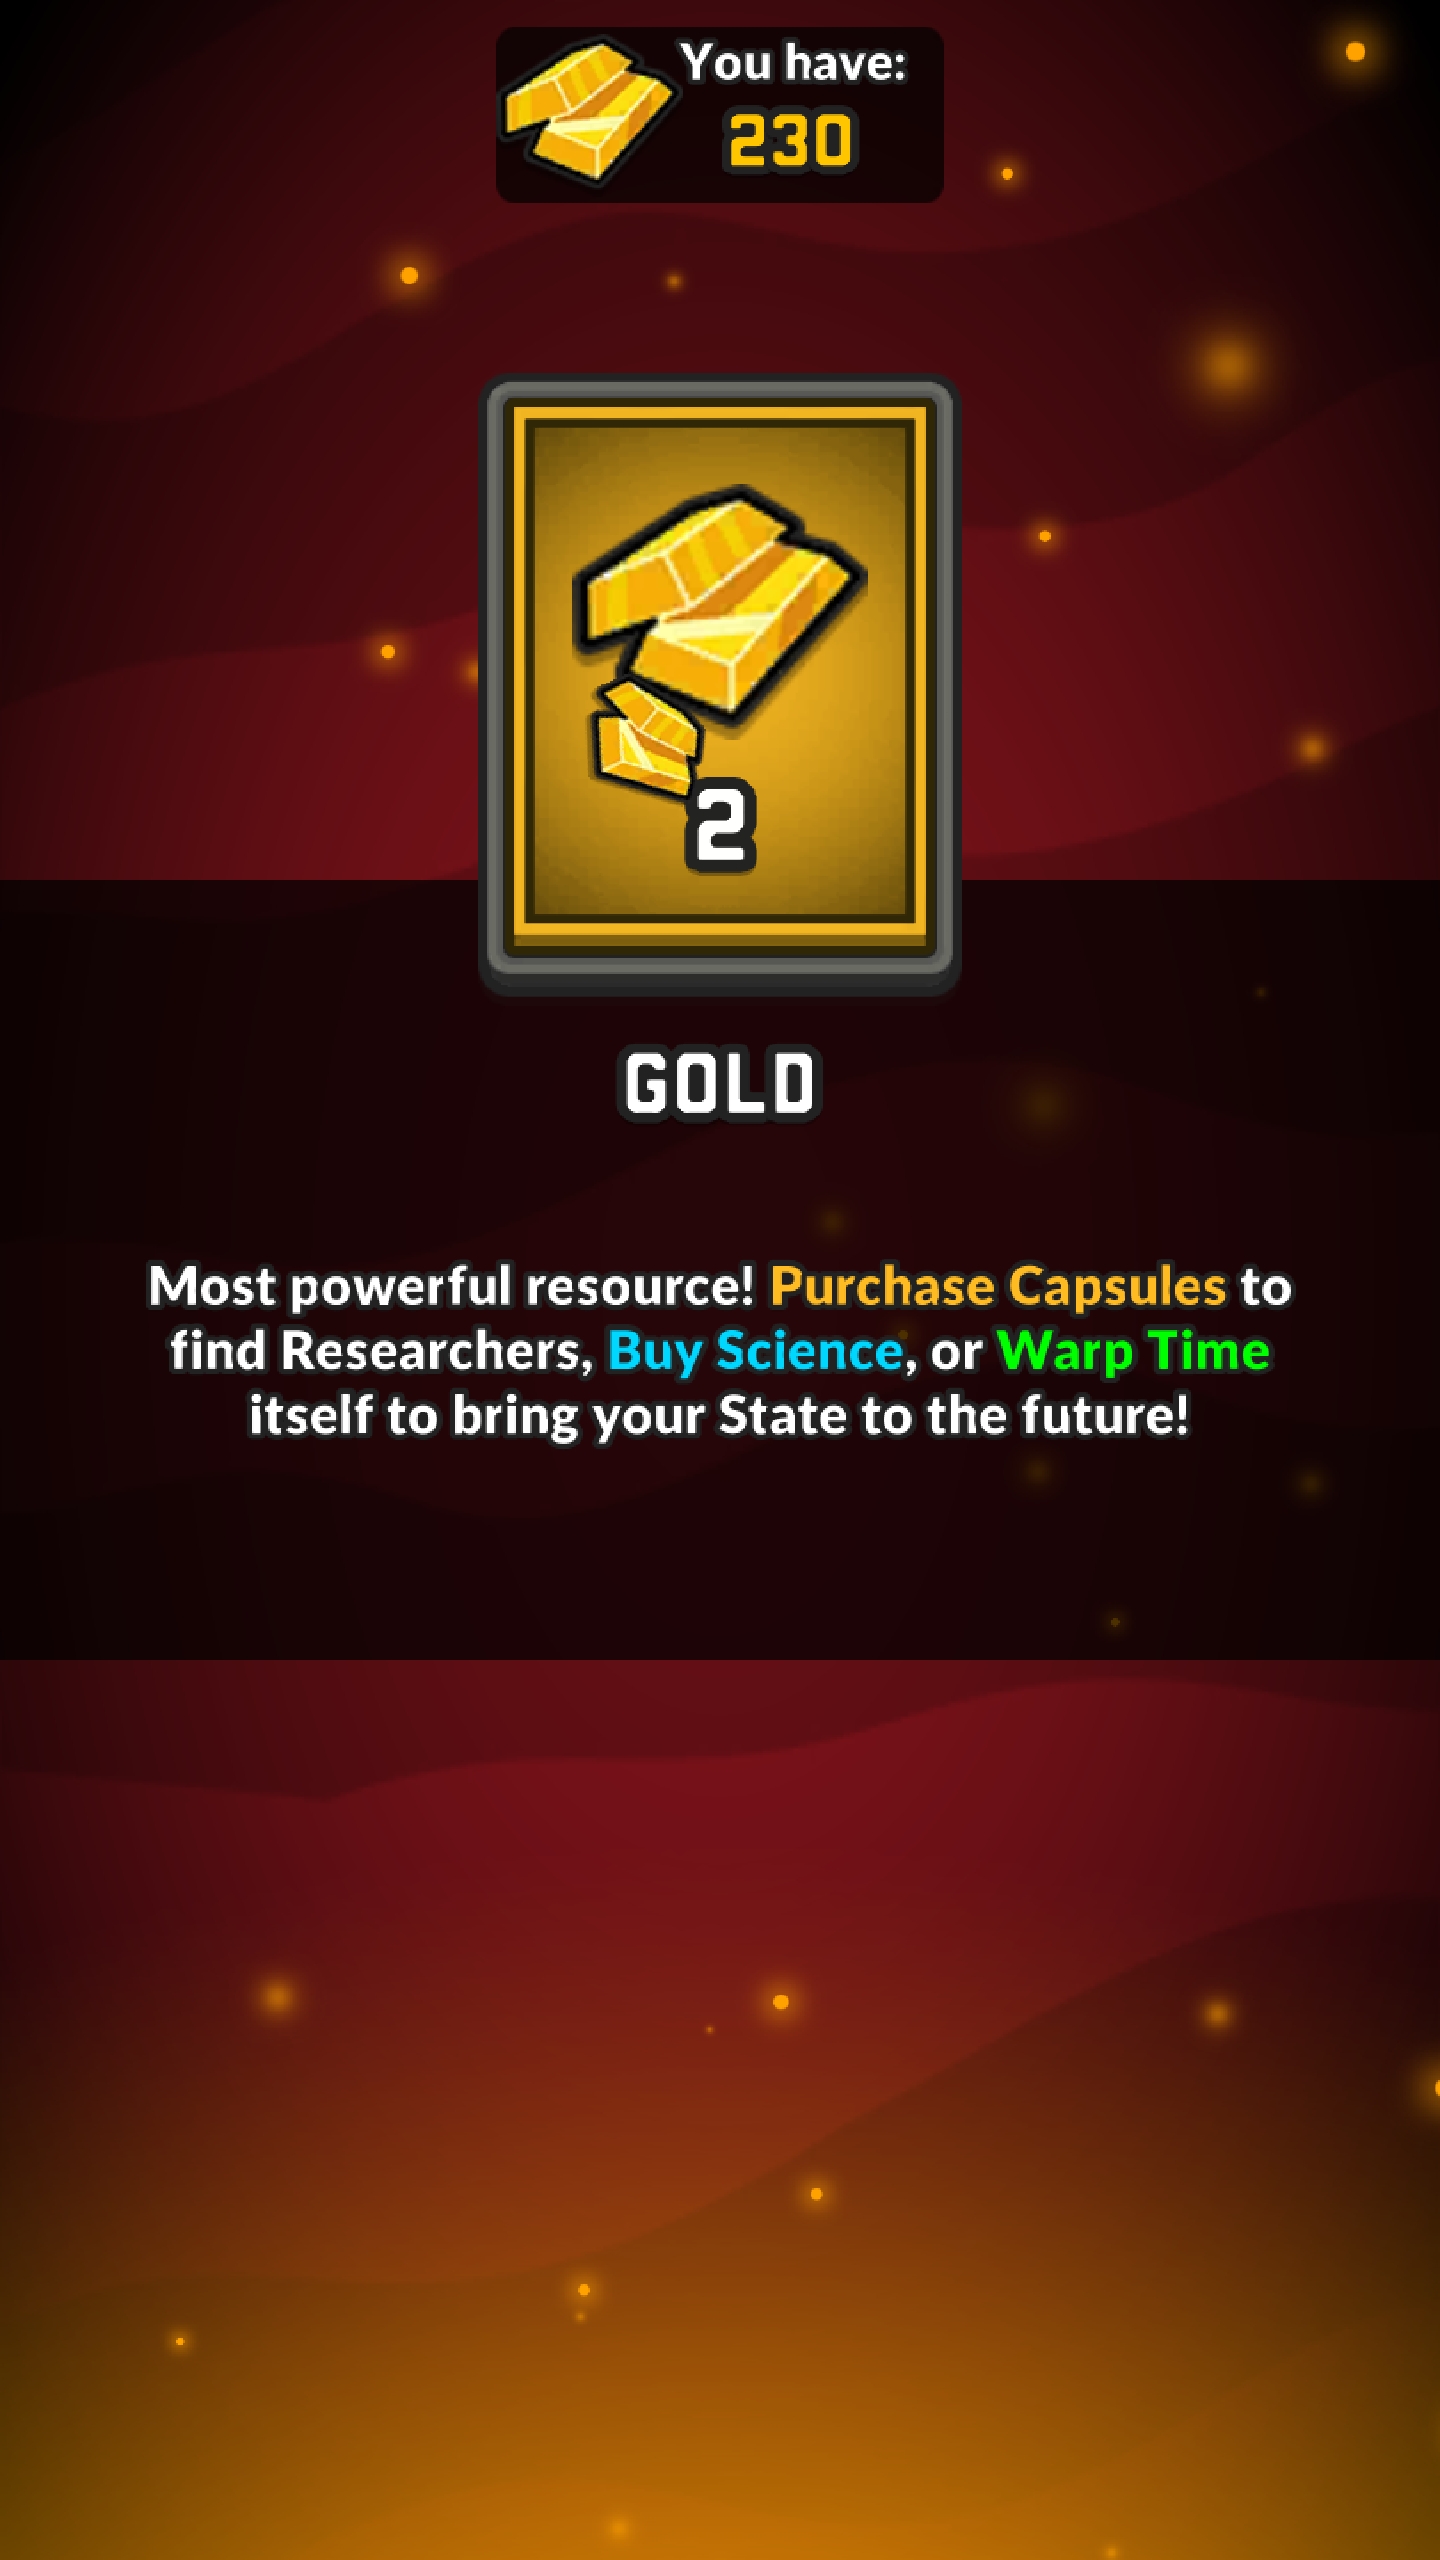 You have:
230
2
GOLD
Most powerful resource! Purchase Capsules to
find Researchers, Buy Science, or Warp Time
itself to bring your State to the future!